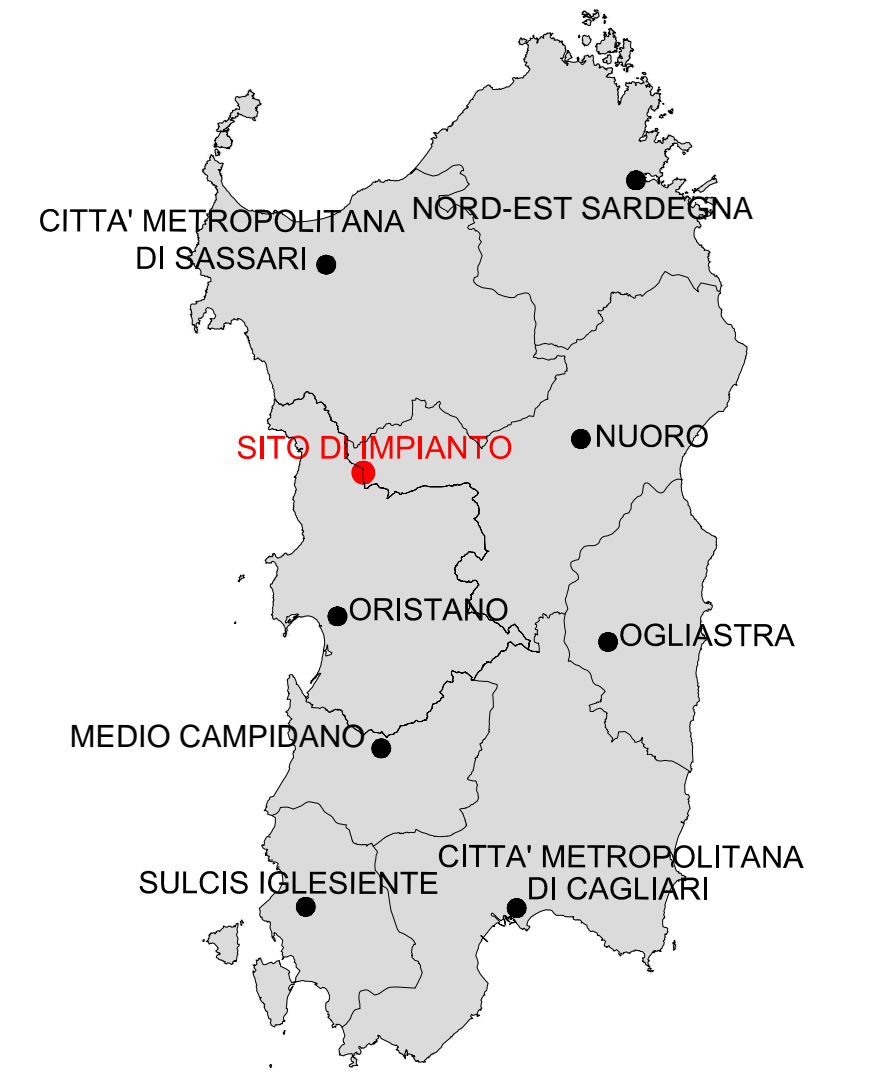 NORD-EST SARDEGNA
CITTA' METROPOLITANA
DI SASSARI
SITO DI IMPIANTO
NUORO
ORISTANO
OGLIASTRA
MEDIO CAMPIDANO
CITTA' METROPOLITANA
DI CAGLIARI
SULCIS IGLESIENTE